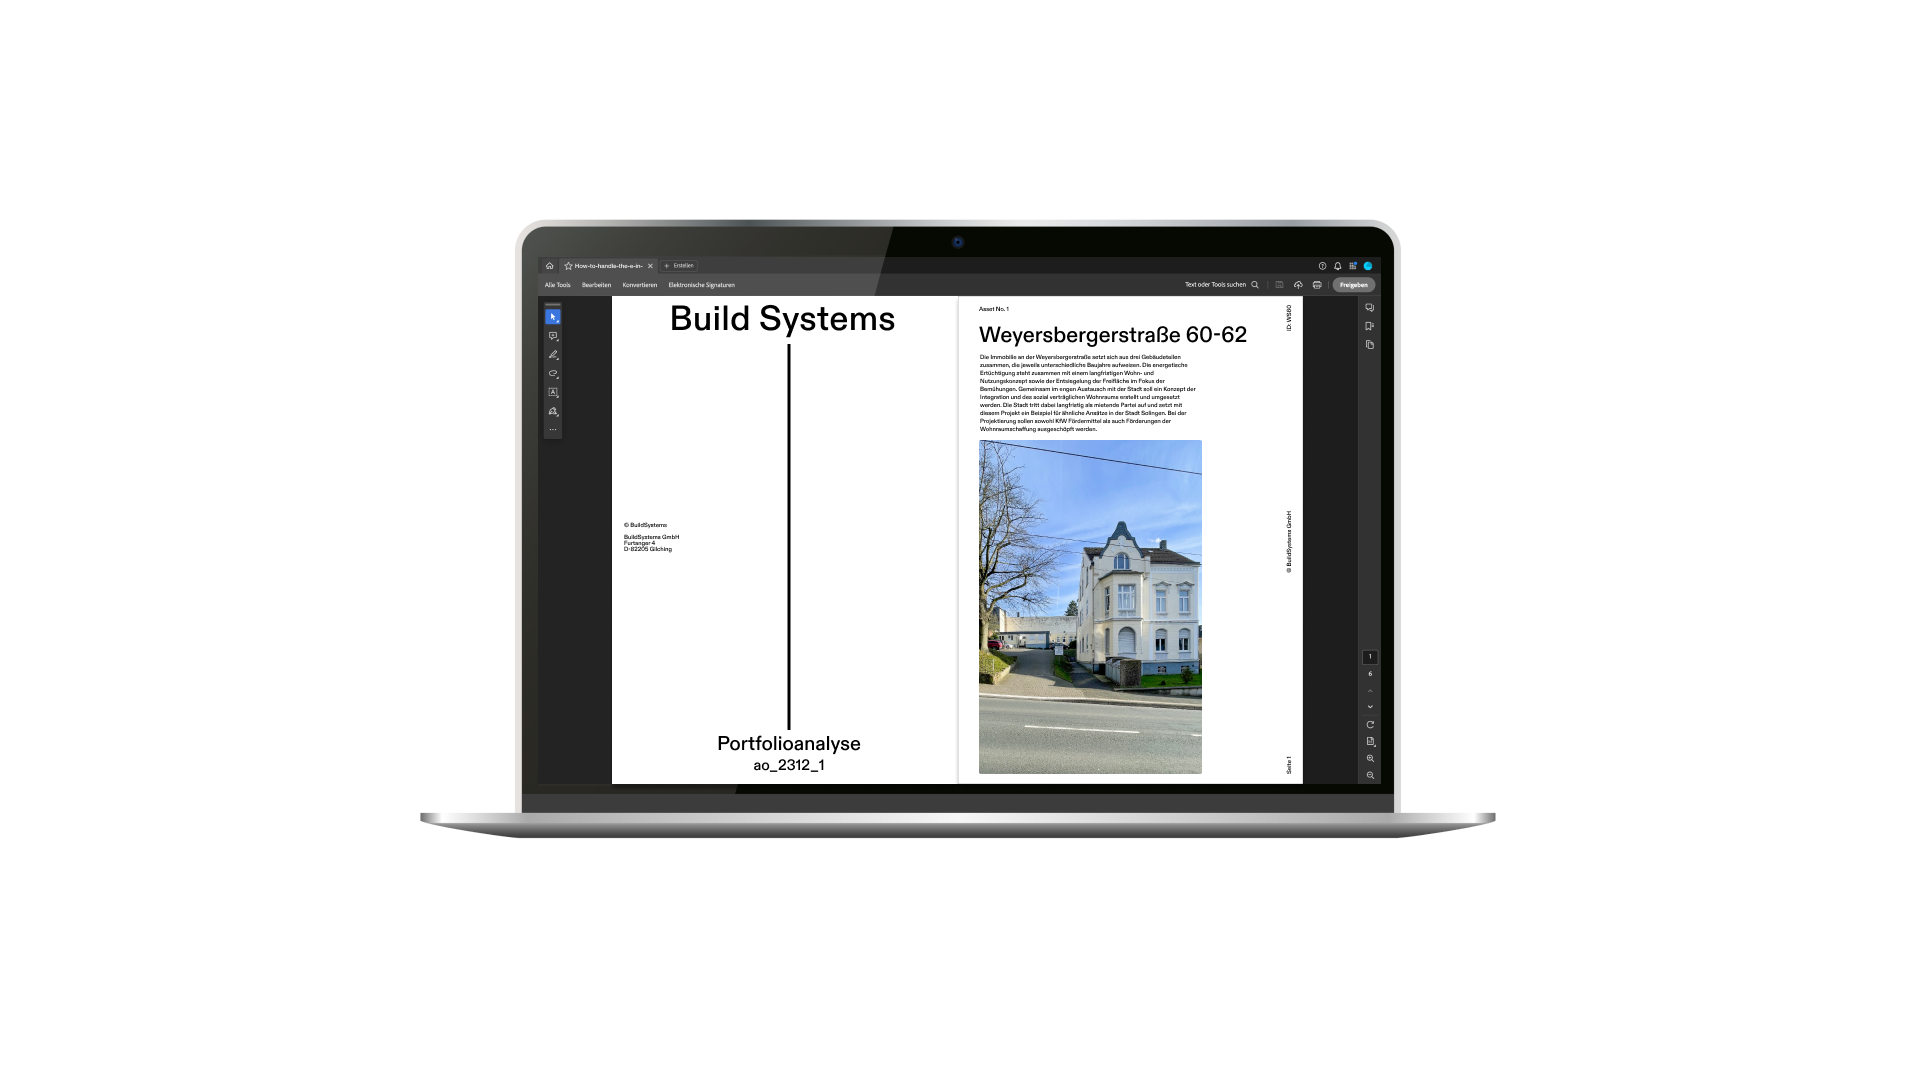 How-to-handle-the-e-in-
Erstellen
Alle Tools Bearbeiten Konvertieren Elektronische Signaturen
Text oder Tools suchen
Freigeben
Build Systems
© BuildSystems
BuildSystems GmbH
Furtanger 4
D-82205 Gilching
Portfolioanalyse
ao_2312_1
Asset No. 1
Weyersbergerstraße 60-62
Die Immobilie an der Weyersbergerstraße setzt sich aus drei Gebäudeteilen
zusammen, die jeweils unterschiedliche Baujahre aufweisen. Die energetische
Ertüchtigung steht zusammen mit einem langfristigen Wohn- und
Nutzungskonzept sowie der Entsiegelung der Freifläche im Fokus der
Bemühungen. Gemeinsam im engen Austausch mit der Stadt soll ein Konzept der
Integration und des sozial verträglichen Wohnraums erstellt und umgesetzt
werden. Die Stadt tritt dabei langfristig als mietende Partei auf und setzt mit
diesem Projekt ein Beispiel für ähnliche Ansätze in der Stadt Solingen. Bei der
Projektierung sollen sowohl KfW Fördermittel als auch Förderungen der
Wohnraumschaffung ausgeschöpft werden.
ID: WB60
© BuildSystems GmbH
Seite 1
1
6